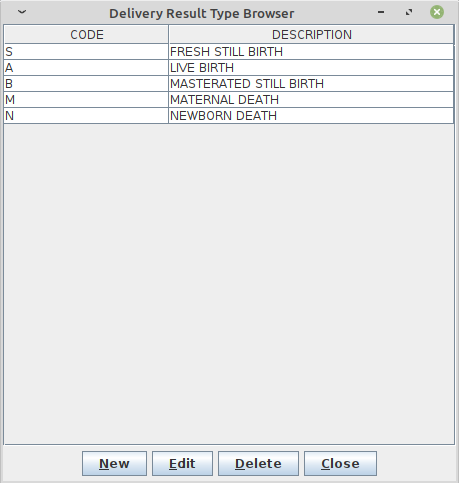 Delivery Result Type Browser
CODE DESCRIPTION
S FRESH STILL BIRTH
A LIVE BIRTH
B MASTERATED STILL BIRTH
M MATERNAL DEATH
N NEWBORN DEATH
New Edit Delete Close